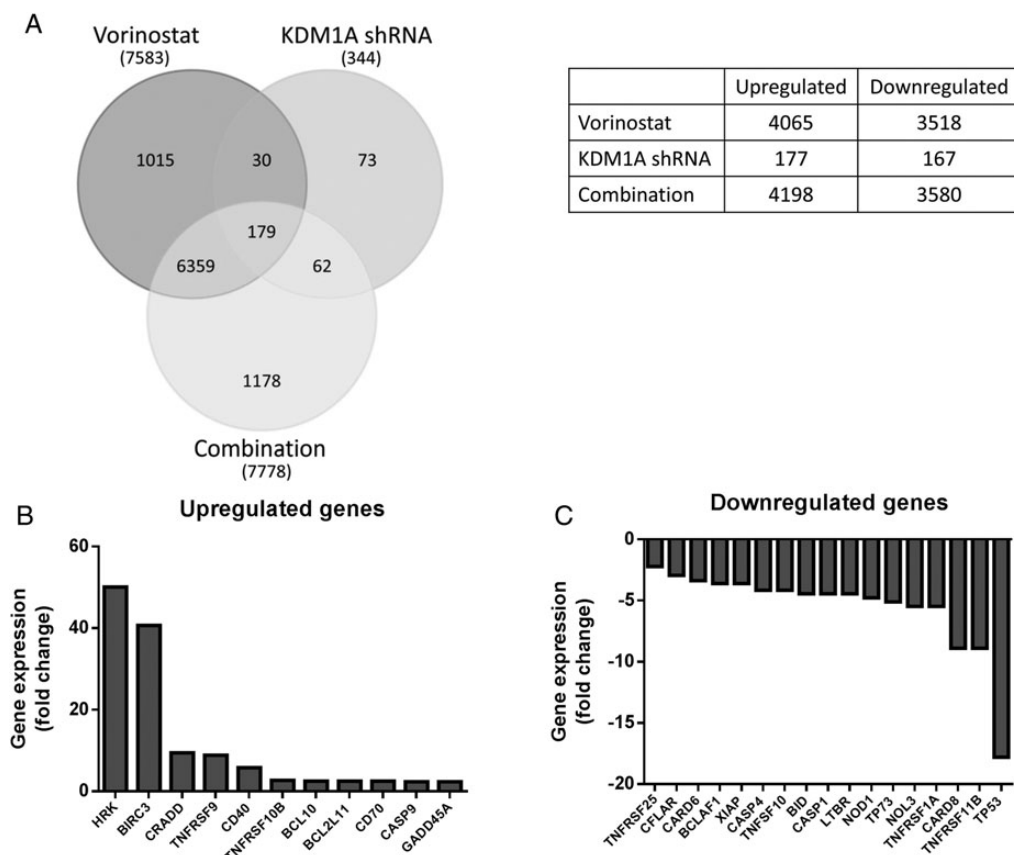 A
Vorinostat
(7583)
KDM1A shRNA
(344)
1015
30
73
179
6359
62
1178
Combination
(7778)
Upregulated Downregulated
Vorinostat 4065 3518
KDM1A shRNA 177 167
Combination 4198 3580
B
Upregulated genes
Gene expression
(fold change)
60
40
20
0
HRK
BIRC3
CRADD
TNFRSF9
CD40
TNFRSF10B
BCL10
BCL2L11
CD70
CASP9
GADD45A
C
Downregulated genes
Gene expression
(fold change)
0
-5
-10
-15
-20
TNFRSF25
CFLAR
CARD6
BCLAF1
XIAP
CASP4
TNFSF10
BID
CASP1
LTBR
NOD1
TP73
NOL3
TNFRSF1A
CARD8
TNFRSF11B
TP53